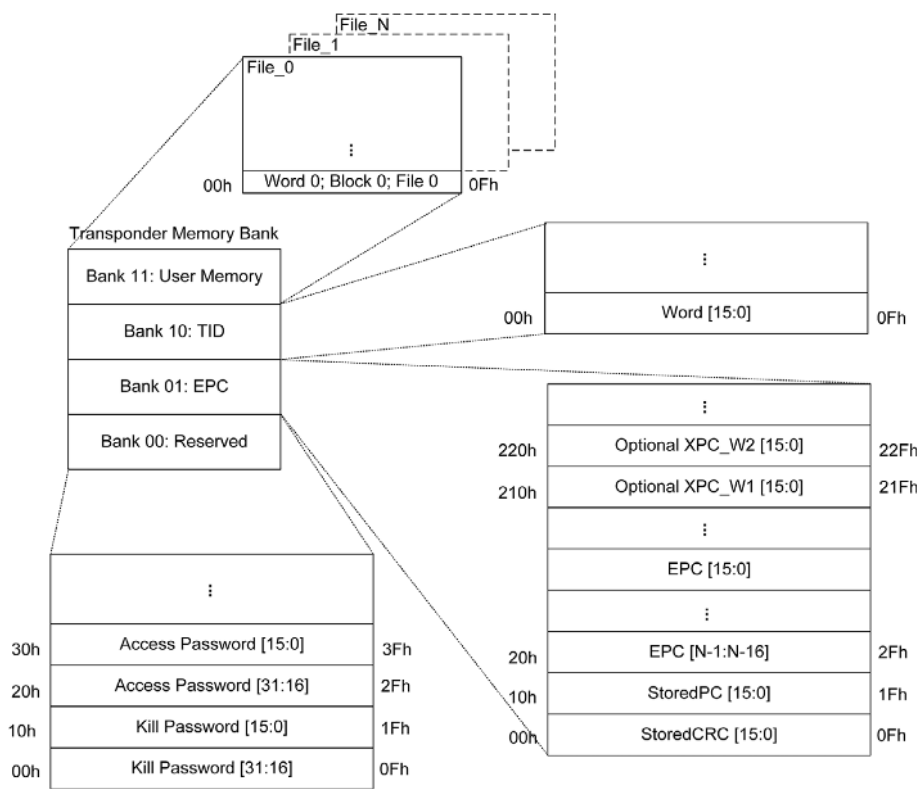 File_N
File_1
File_0
⋮
00h Word 0; Block 0; File 0 0Fh
Transponder Memory Bank
Bank 11: User Memory
Bank 10: TID
Bank 01: EPC
Bank 00: Reserved
⋮
00h Word [15:0] 0Fh
⋮
220h Optional XPC_W2 [15:0] 22Fh
210h Optional XPC_W1 [15:0] 21Fh
⋮
EPC [15:0]
⋮
20h EPC [N-1:N-16] 2Fh
10h StoredPC [15:0] 1Fh
00h StoredCRC [15:0] 0Fh
⋮
30h Access Password [15:0] 3Fh
20h Access Password [31:16] 2Fh
10h Kill Password [15:0] 1Fh
00h Kill Password [31:16] 0Fh